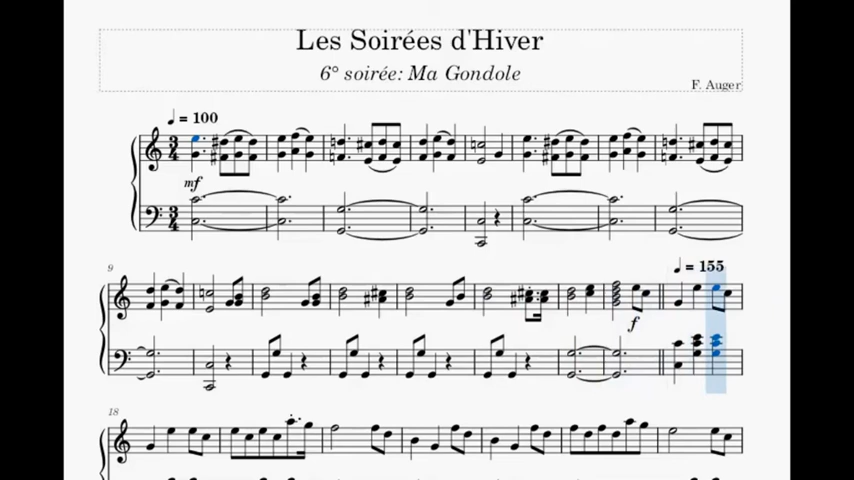 Les Soirées d'Hiver
6° soirée: Ma Gondole
F. Auger
♩ = 100
mf
9
♩ = 155
f
18